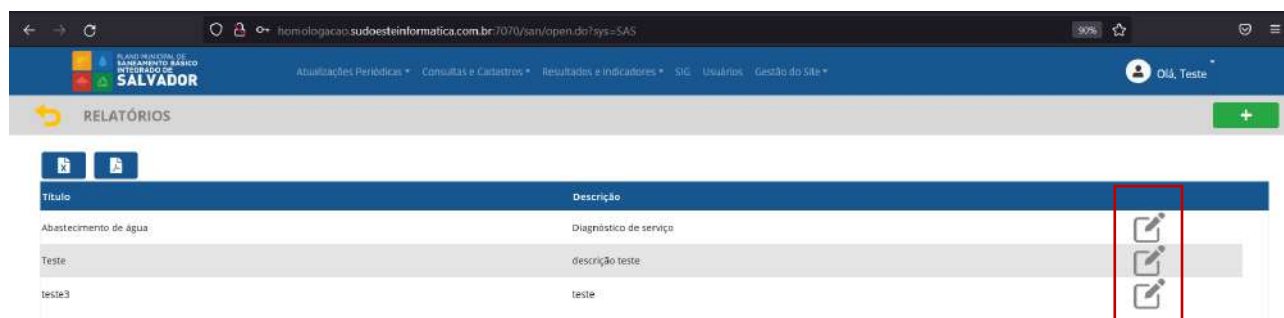 homologacao.sudoesteinformatica.com.br:7070/san/open.do?sys=SAS 90%
PLANO MUNICIPAL DE
SANEAMENTO BÁSICO
INTEGRADO DE
SALVADOR
Atualizações Periódicas Consultas e Cadastros Resultados e Indicadores SIG Usuários Gestão do Site Olá, Teste
RELATÓRIOS +
Título Descrição
Abastecimento de água Diagnóstico de serviço
Teste descrição teste
teste3 teste